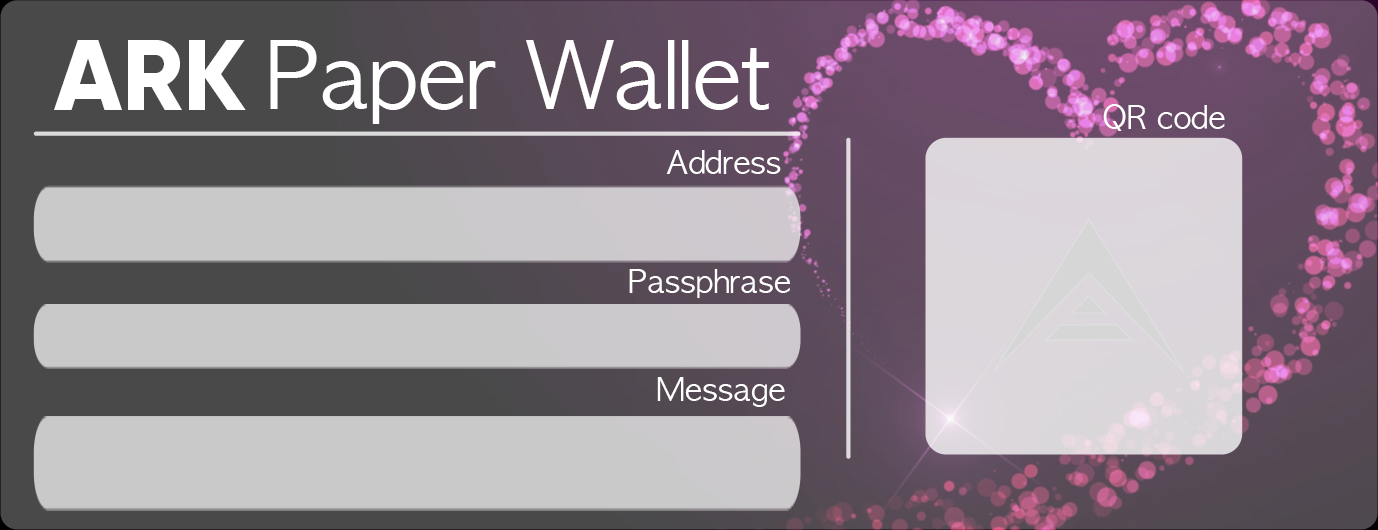 ARK Paper Wallet
Address
Passphrase
Message
QR code